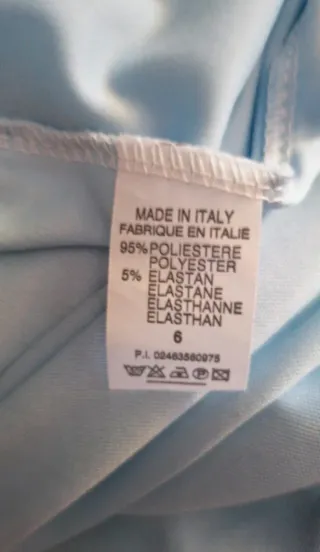 MADE IN ITALY
FABRIQUE EN ITALIE
95% POLIESTERE
POLYESTER
5% ELASTAN
ELASTANE
ELASTHANNE
ELASTHAN
6
P.I. 02463580975